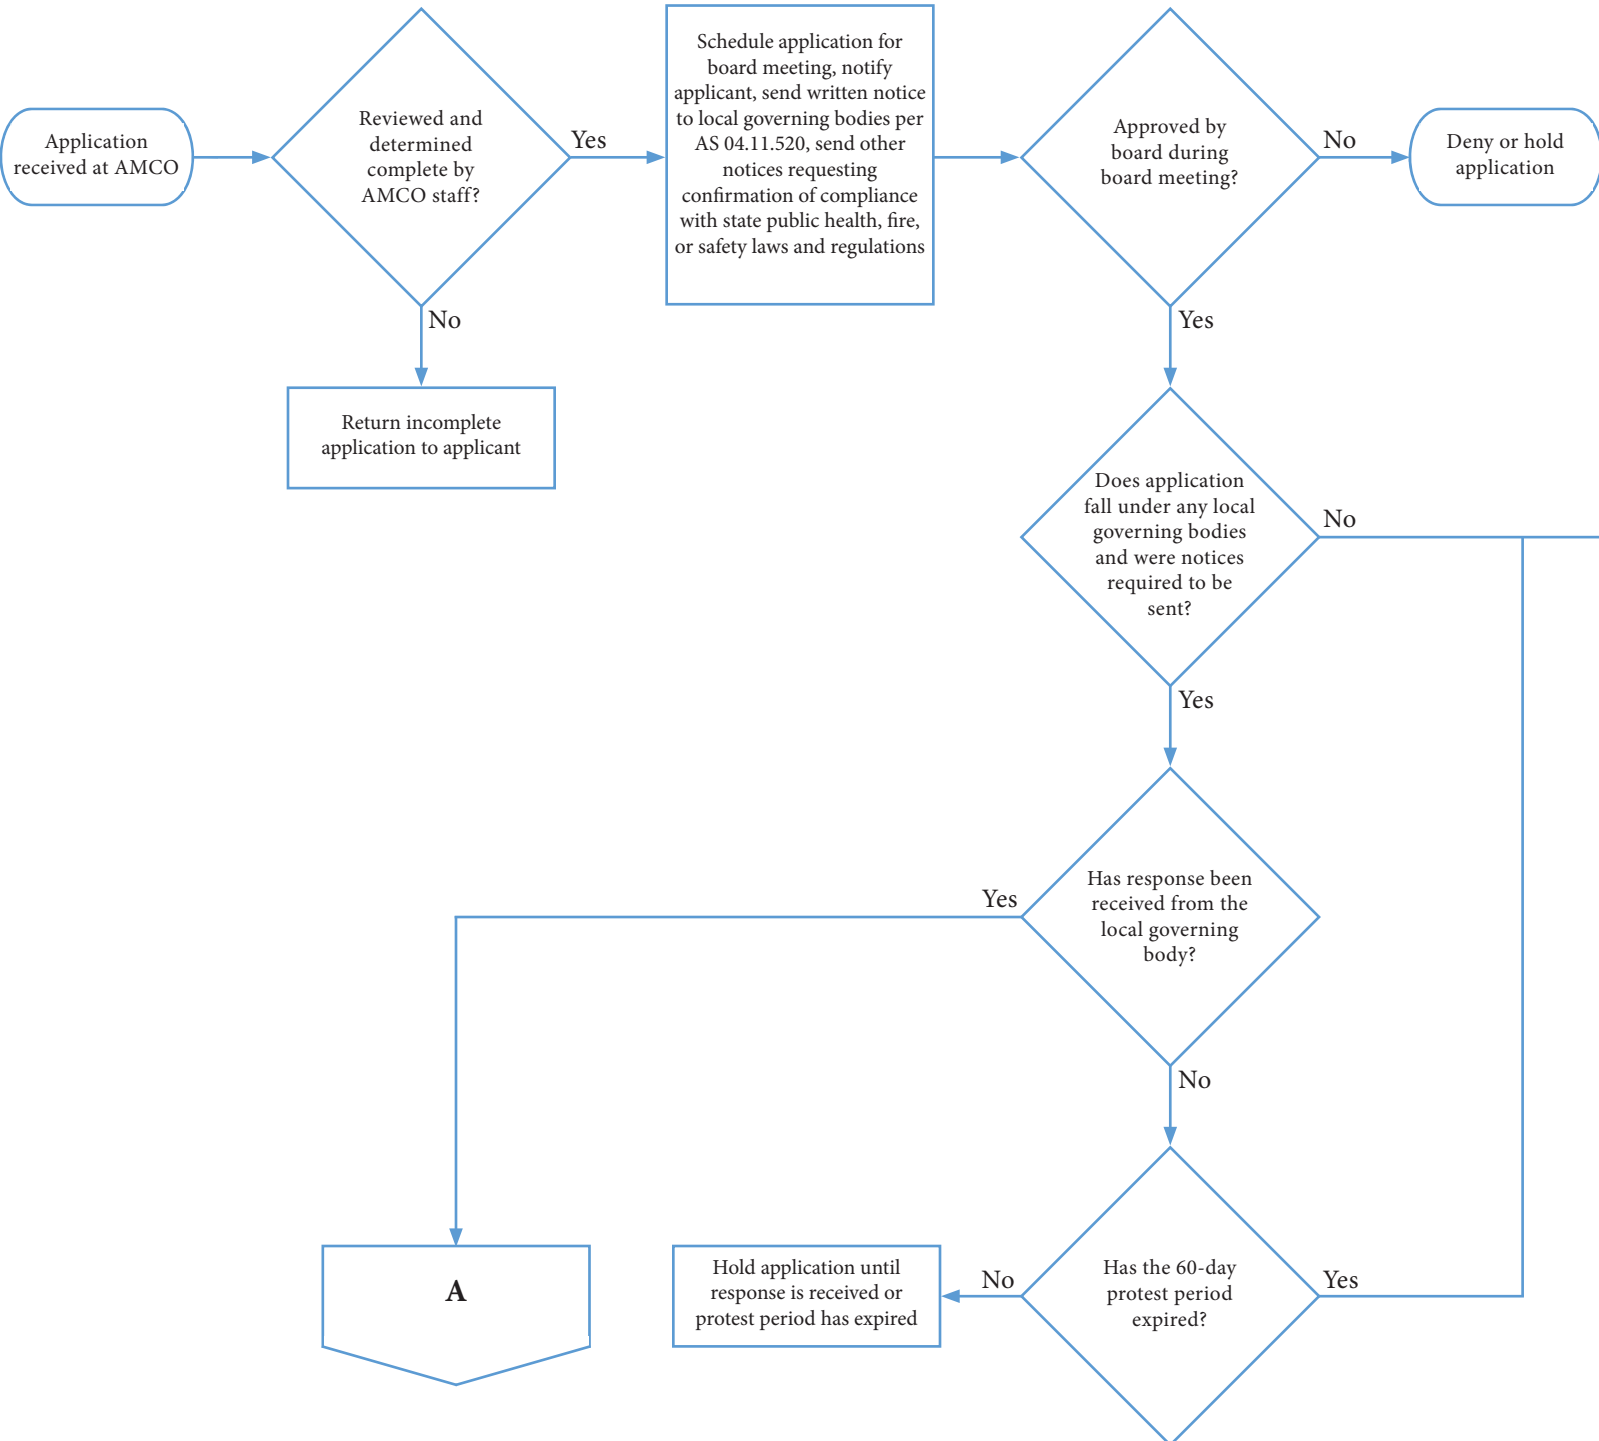 Application
received at AMCO
Reviewed and
determined
complete by
AMCO staff?
Yes
No
Return incomplete
application to applicant
Schedule application for
board meeting, notify
applicant, send written notice
to local governing bodies per
AS 04.11.520, send other
notices requesting
confirmation of compliance
with state public health, fire,
or safety laws and regulations
Approved by
board during
board meeting?
No
Deny or hold
application
Yes
Does application
fall under any local
governing bodies
and were notices
required to be
sent?
No
Yes
Has response been
received from the
local governing
body?
Yes
No
A
Hold application until
response is received or
protest period has expired
No
Has the 60-day
protest period
expired?
Yes